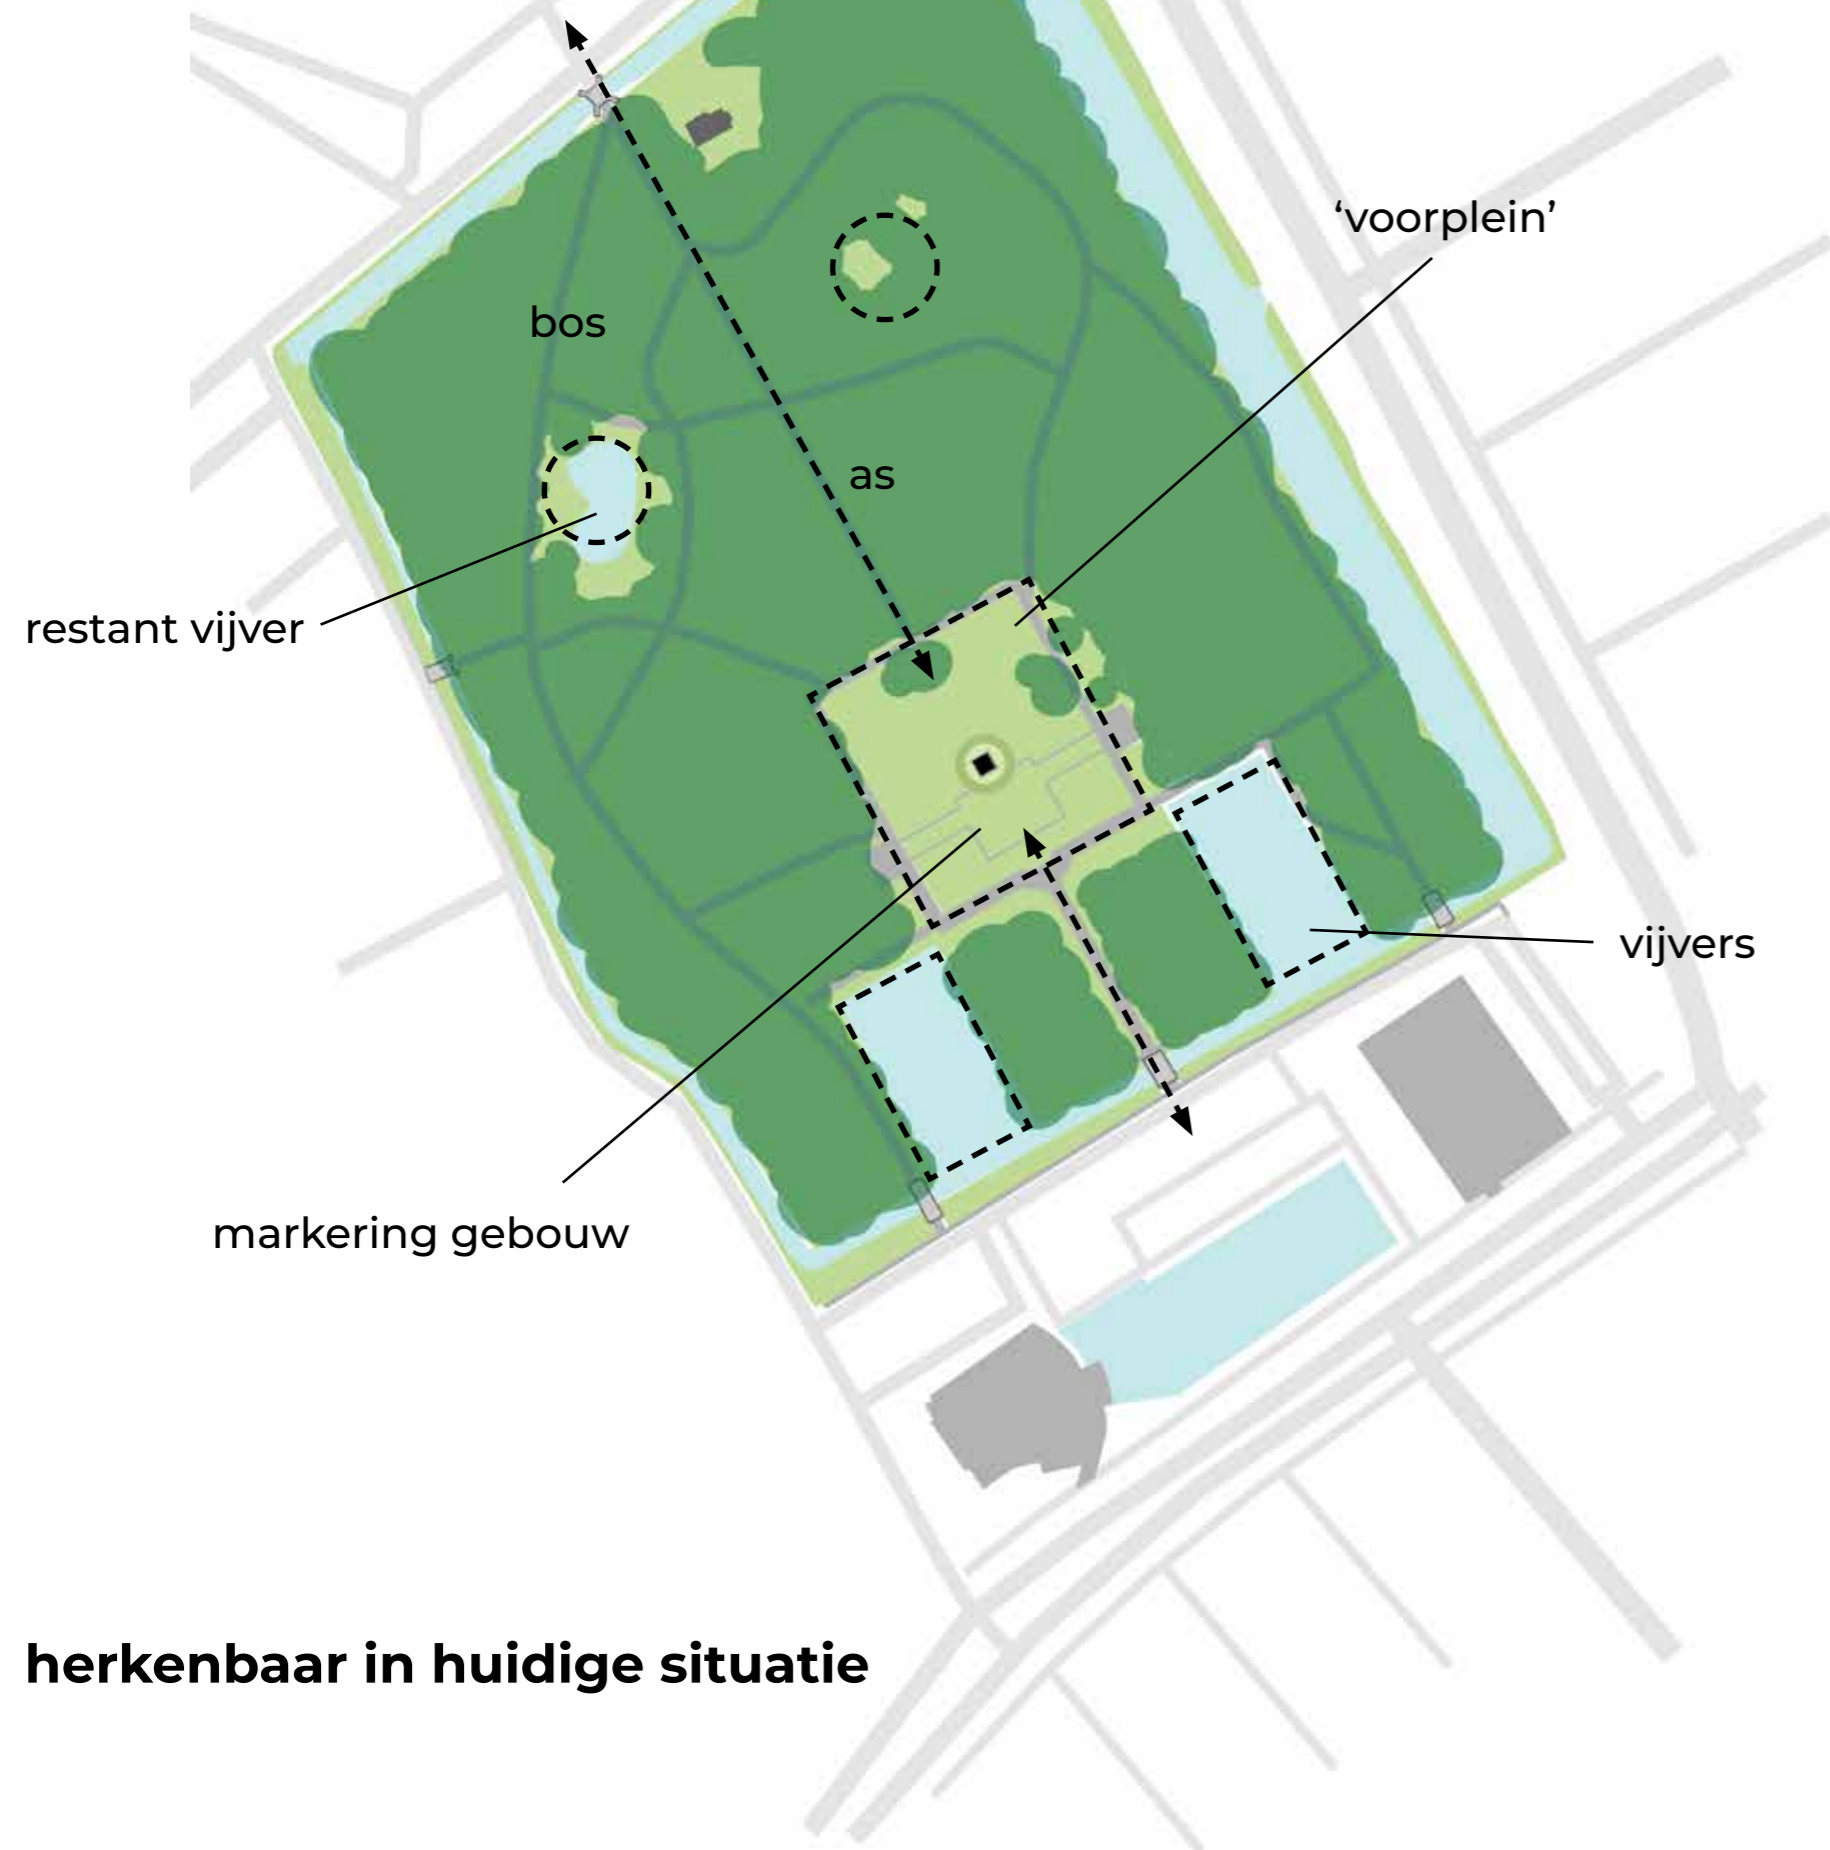 ‘voorplein’
bos
as
restant vijver
vijvers
markering gebouw
herkenbaar in huidige situatie